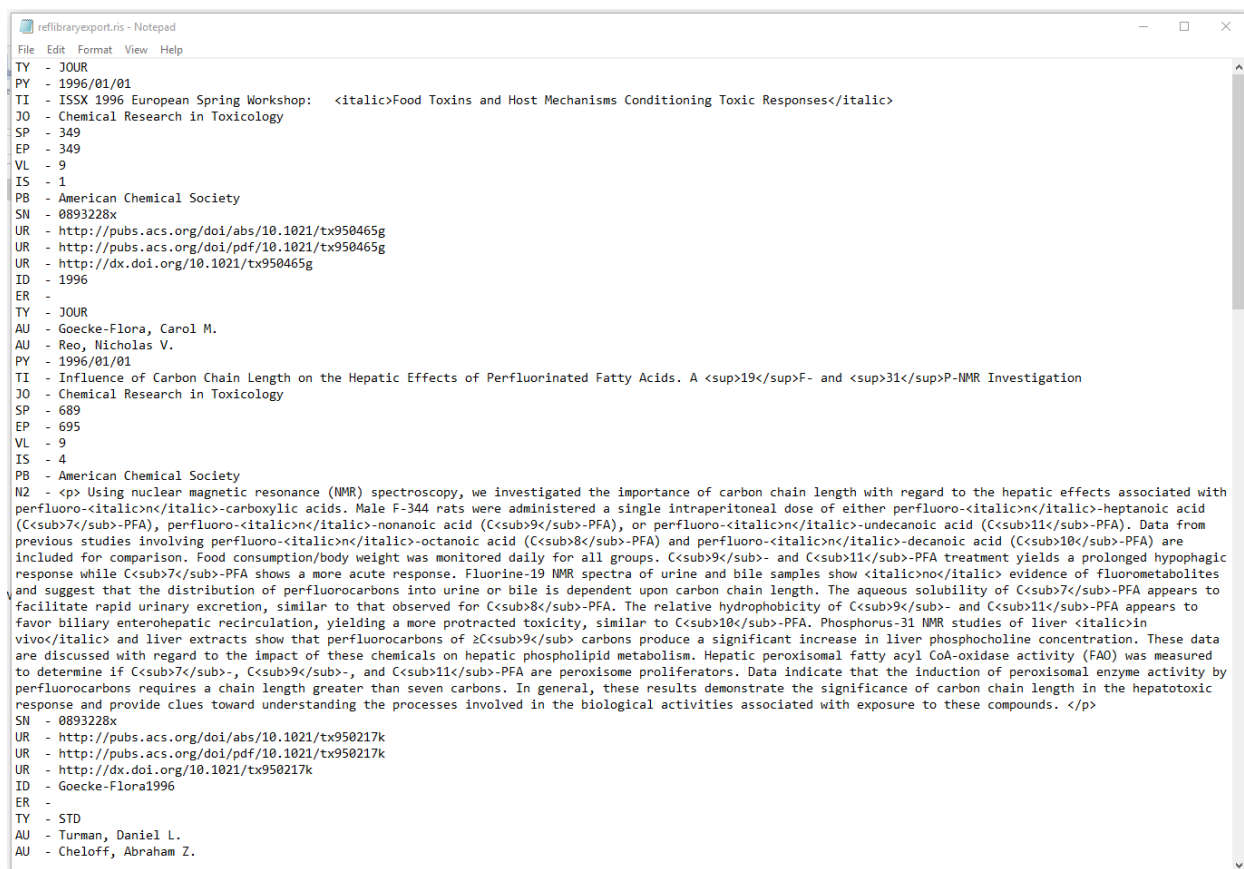 reflibraryexport.ris - Notepad
File Edit Format View Help
TY - JOUR
PY - 1996/01/01
TI - ISSX 1996 European Spring Workshop: <italic>Food Toxins and Host Mechanisms Conditioning Toxic Responses</italic>
JO - Chemical Research in Toxicology
SP - 349
EP - 349
VL - 9
IS - 1
PB - American Chemical Society
SN - 0893228x
UR - http://pubs.acs.org/doi/abs/10.1021/tx950465g
UR - http://pubs.acs.org/doi/pdf/10.1021/tx950465g
UR - http://dx.doi.org/10.1021/tx950465g
ID - 1996
ER -
TY - JOUR
AU - Goecke-Flora, Carol M.
AU - Reo, Nicholas V.
PY - 1996/01/01
TI - Influence of Carbon Chain Length on the Hepatic Effects of Perfluorinated Fatty Acids. A <sup>19</sup>F- and <sup>31</sup>P-NMR Investigation
JO - Chemical Research in Toxicology
SP - 689
EP - 695
VL - 9
IS - 4
PB - American Chemical Society
N2 - <p> Using nuclear magnetic resonance (NMR) spectroscopy, we investigated the importance of carbon chain length with regard to the hepatic effects associated with
perfluoro-<italic>n</italic>-carboxylic acids. Male F-344 rats were administered a single intraperitoneal dose of either perfluoro-<italic>n</italic>-heptanoic acid
(C<sub>7</sub>-PFA), perfluoro-<italic>n</italic>-nonanoic acid (C<sub>9</sub>-PFA), or perfluoro-<italic>n</italic>-undecanoic acid (C<sub>11</sub>-PFA). Data from
previous studies involving perfluoro-<italic>n</italic>-octanoic acid (C<sub>8</sub>-PFA) and perfluoro-<italic>n</italic>-decanoic acid (C<sub>10</sub>-PFA) are
included for comparison. Food consumption/body weight was monitored daily for all groups. C<sub>9</sub>- and C<sub>11</sub>-PFA treatment yields a prolonged hypophagic
response while C<sub>7</sub>-PFA shows a more acute response. Fluorine-19 NMR spectra of urine and bile samples show <italic>no</italic> evidence of fluorometabolites
and suggest that the distribution of perfluorocarbons into urine or bile is dependent upon carbon chain length. The aqueous solubility of C<sub>7</sub>-PFA appears to
facilitate rapid urinary excretion, similar to that observed for C<sub>8</sub>-PFA. The relative hydrophobicity of C<sub>9</sub>- and C<sub>11</sub>-PFA appears to
favor biliary enterohepatic recirculation, yielding a more protracted toxicity, similar to C<sub>10</sub>-PFA. Phosphorus-31 NMR studies of liver <italic>in
vivo</italic> and liver extracts show that perfluorocarbons of ≥C<sub>9</sub> carbons produce a significant increase in liver phosphocholine concentration. These data
are discussed with regard to the impact of these chemicals on hepatic phospholipid metabolism. Hepatic peroxisomal fatty acyl CoA-oxidase activity (FAO) was measured
to determine if C<sub>7</sub>-, C<sub>9</sub>-, and C<sub>11</sub>-PFA are peroxisome proliferators. Data indicate that the induction of peroxisomal enzyme activity by
perfluorocarbons requires a chain length greater than seven carbons. In general, these results demonstrate the significance of carbon chain length in the hepatotoxic
response and provide clues toward understanding the processes involved in the biological activities associated with exposure to these compounds. </p>
SN - 0893228x
UR - http://pubs.acs.org/doi/abs/10.1021/tx950217k
UR - http://pubs.acs.org/doi/pdf/10.1021/tx950217k
UR - http://dx.doi.org/10.1021/tx950217k
ID - Goecke-Flora1996
ER -
TY - STD
AU - Turman, Daniel L.
AU - Cheloff, Abraham Z.